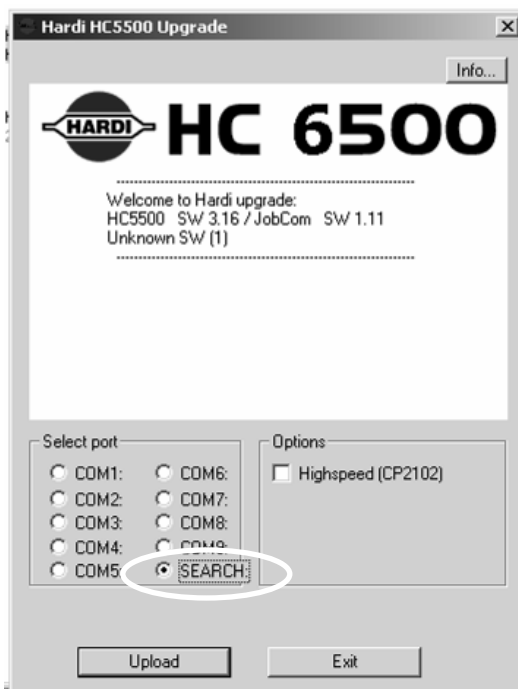 Hardi HC5500 Upgrade
Info...
HARDI HC 6500
Welcome to Hardi upgrade:
HC5500 SW 3.16 / JobCom SW 1.11
Unknown SW (1)
Select port
COM1: COM6:
COM2: COM7:
COM3: COM8:
COM4: COM9:
COM5: SEARCH:
Options
Highspeed (CP2102)
Upload Exit